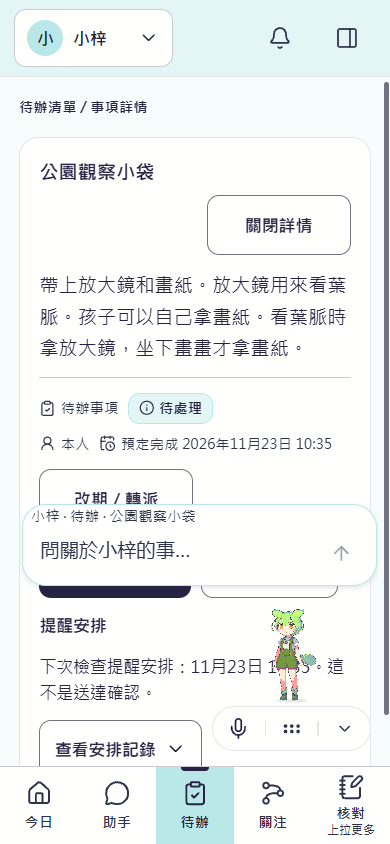 小 小梓
待辦清單 / 事項詳情
公園觀察小袋
關閉詳情
帶上放大鏡和畫紙。放大鏡用來看葉
脈。孩子可以自己拿畫紙。看葉脈時
拿放大鏡，坐下畫畫才拿畫紙。
待辦事項 待處理
本人 預定完成 2026年11月23日 10:35
改期 / 轉派
小梓 · 待辦 · 公園觀察小袋
問關於小梓的事...
提醒安排
下次檢查提醒安排：11月23日 。這
不是送達確認。
查看安排記錄
今日 助手 待辦 關注 核對
上拉更多